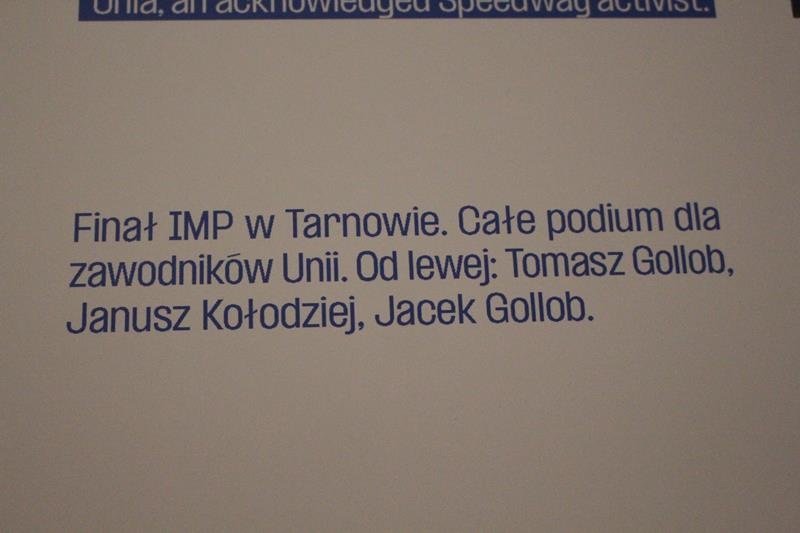 Unia, an acknowledged Speedway activist.
Finał IMP w Tarnowie. Całe podium dla
zawodników Unii. Od lewej: Tomasz Gollob,
Janusz Kołodziej, Jacek Gollob.